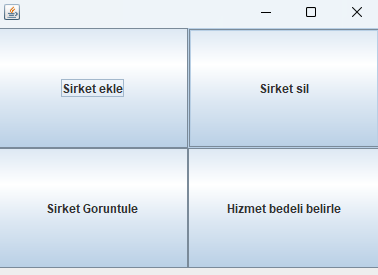 Sirket ekle
Sirket sil
Sirket Goruntule
Hizmet bedeli belirle